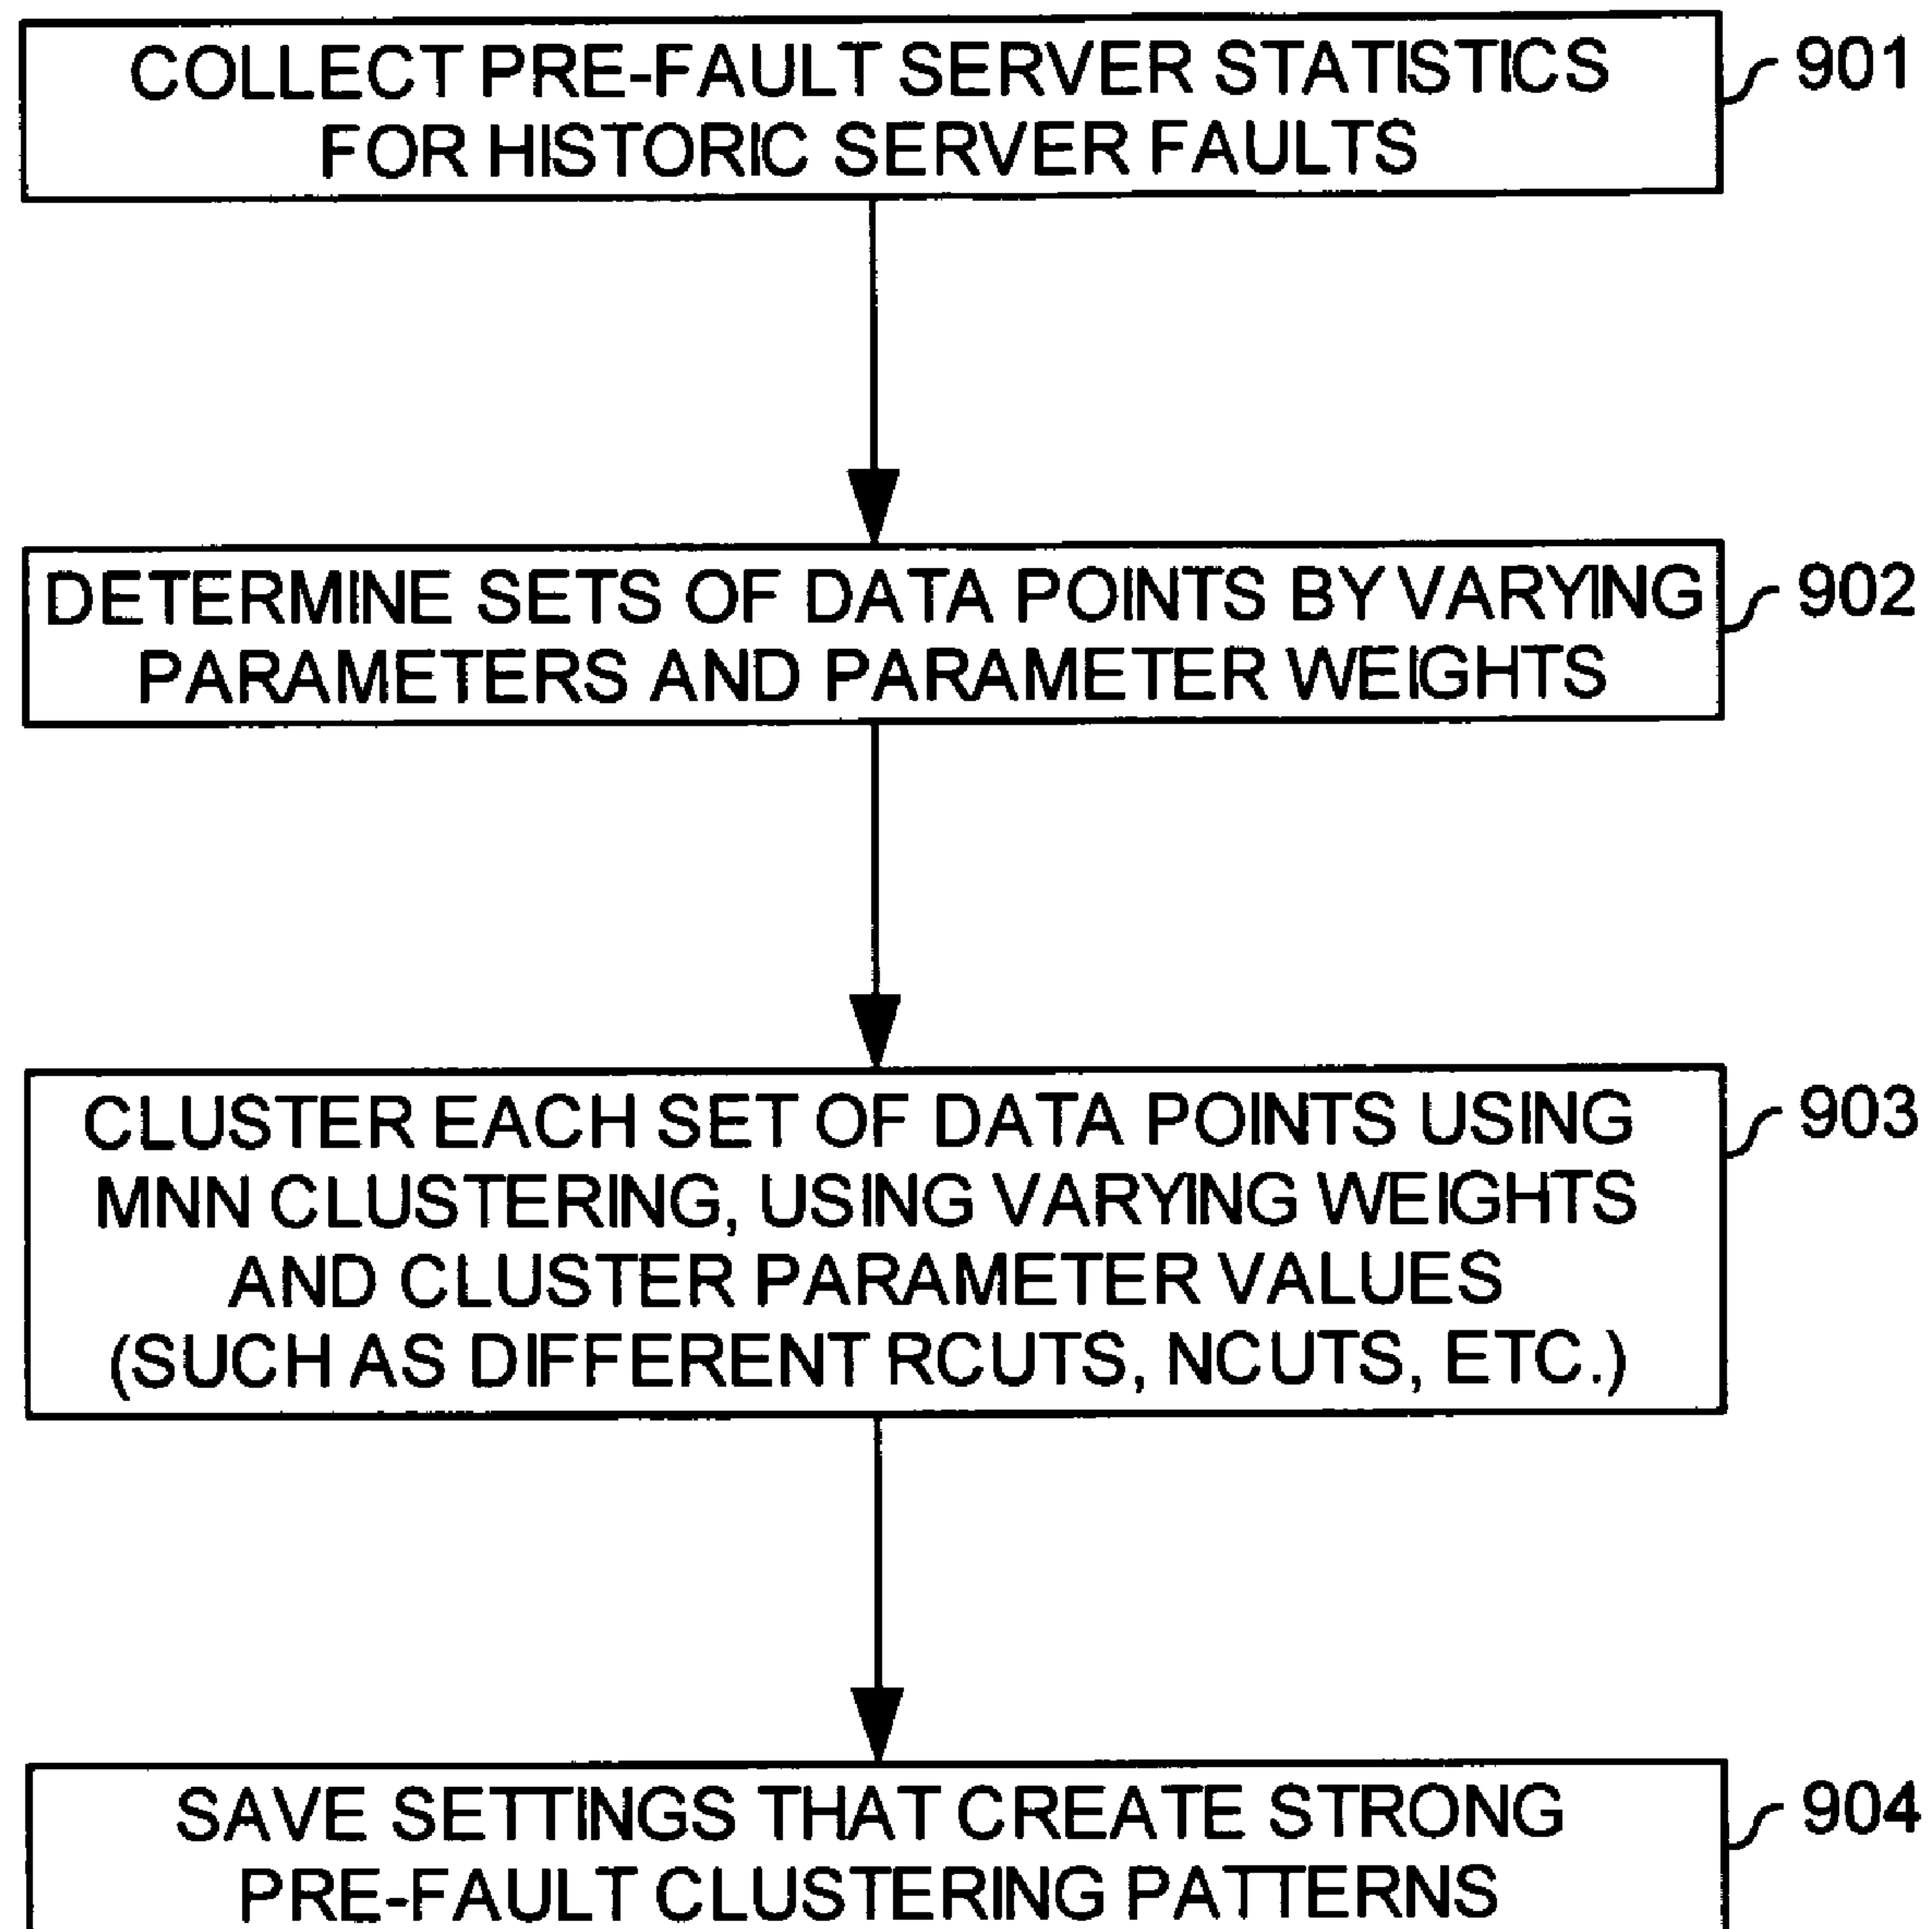 COLLECT PRE-FAULT SERVER STATISTICS
FOR HISTORIC SERVER FAULTS
901
DETERMINE SETS OF DATA POINTS BY VARYING
PARAMETERS AND PARAMETER WEIGHTS
902
CLUSTER EACH SET OF DATA POINTS USING
MNN CLUSTERING, USING VARYING WEIGHTS
AND CLUSTER PARAMETER VALUES
(SUCH AS DIFFERENT RCUTS, NCUTS, ETC.)
903
SAVE SETTINGS THAT CREATE STRONG
PRE-FAULT CLUSTERING PATTERNS
904